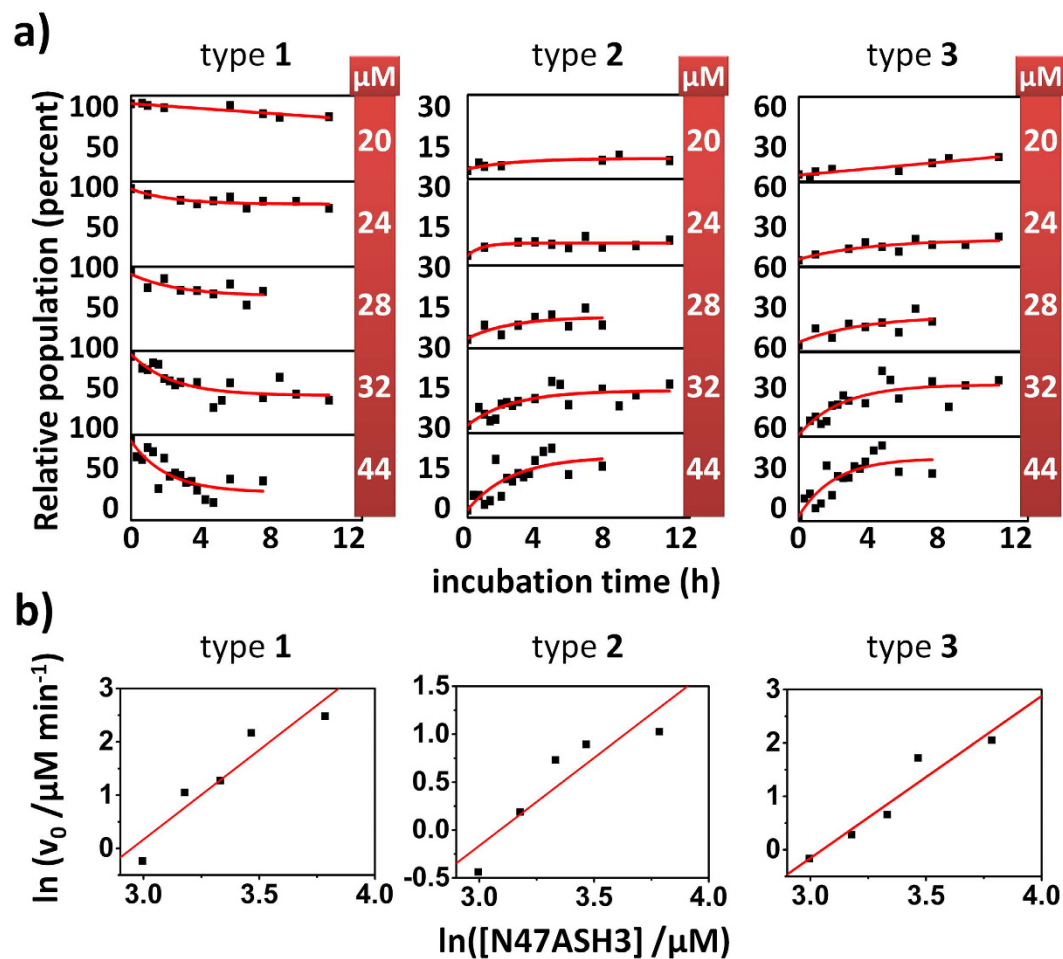 a)
type 1 type 2 type 3
µM µM µM
Relative population (percent)
100 50 100 50 100 50 100 50 100 50 0
30 15 30 15 30 15 30 15 30 15 0
60 30 60 30 60 30 60 30 60 30 0
20 24 28 32 44
20 24 28 32 44
20 24 28 32 44
0 4 8 12 0 4 8 12 0 4 8 12
incubation time (h)
b)
type 1 type 2 type 3
ln (v0 /µM min-1)
3 2 1 0
1.5 1.0 0.5 0.0 -0.5
3 2 1 0
3.0 3.5 4.0 3.0 3.5 4.0 3.0 3.5 4.0
ln([N47ASH3] /µM)